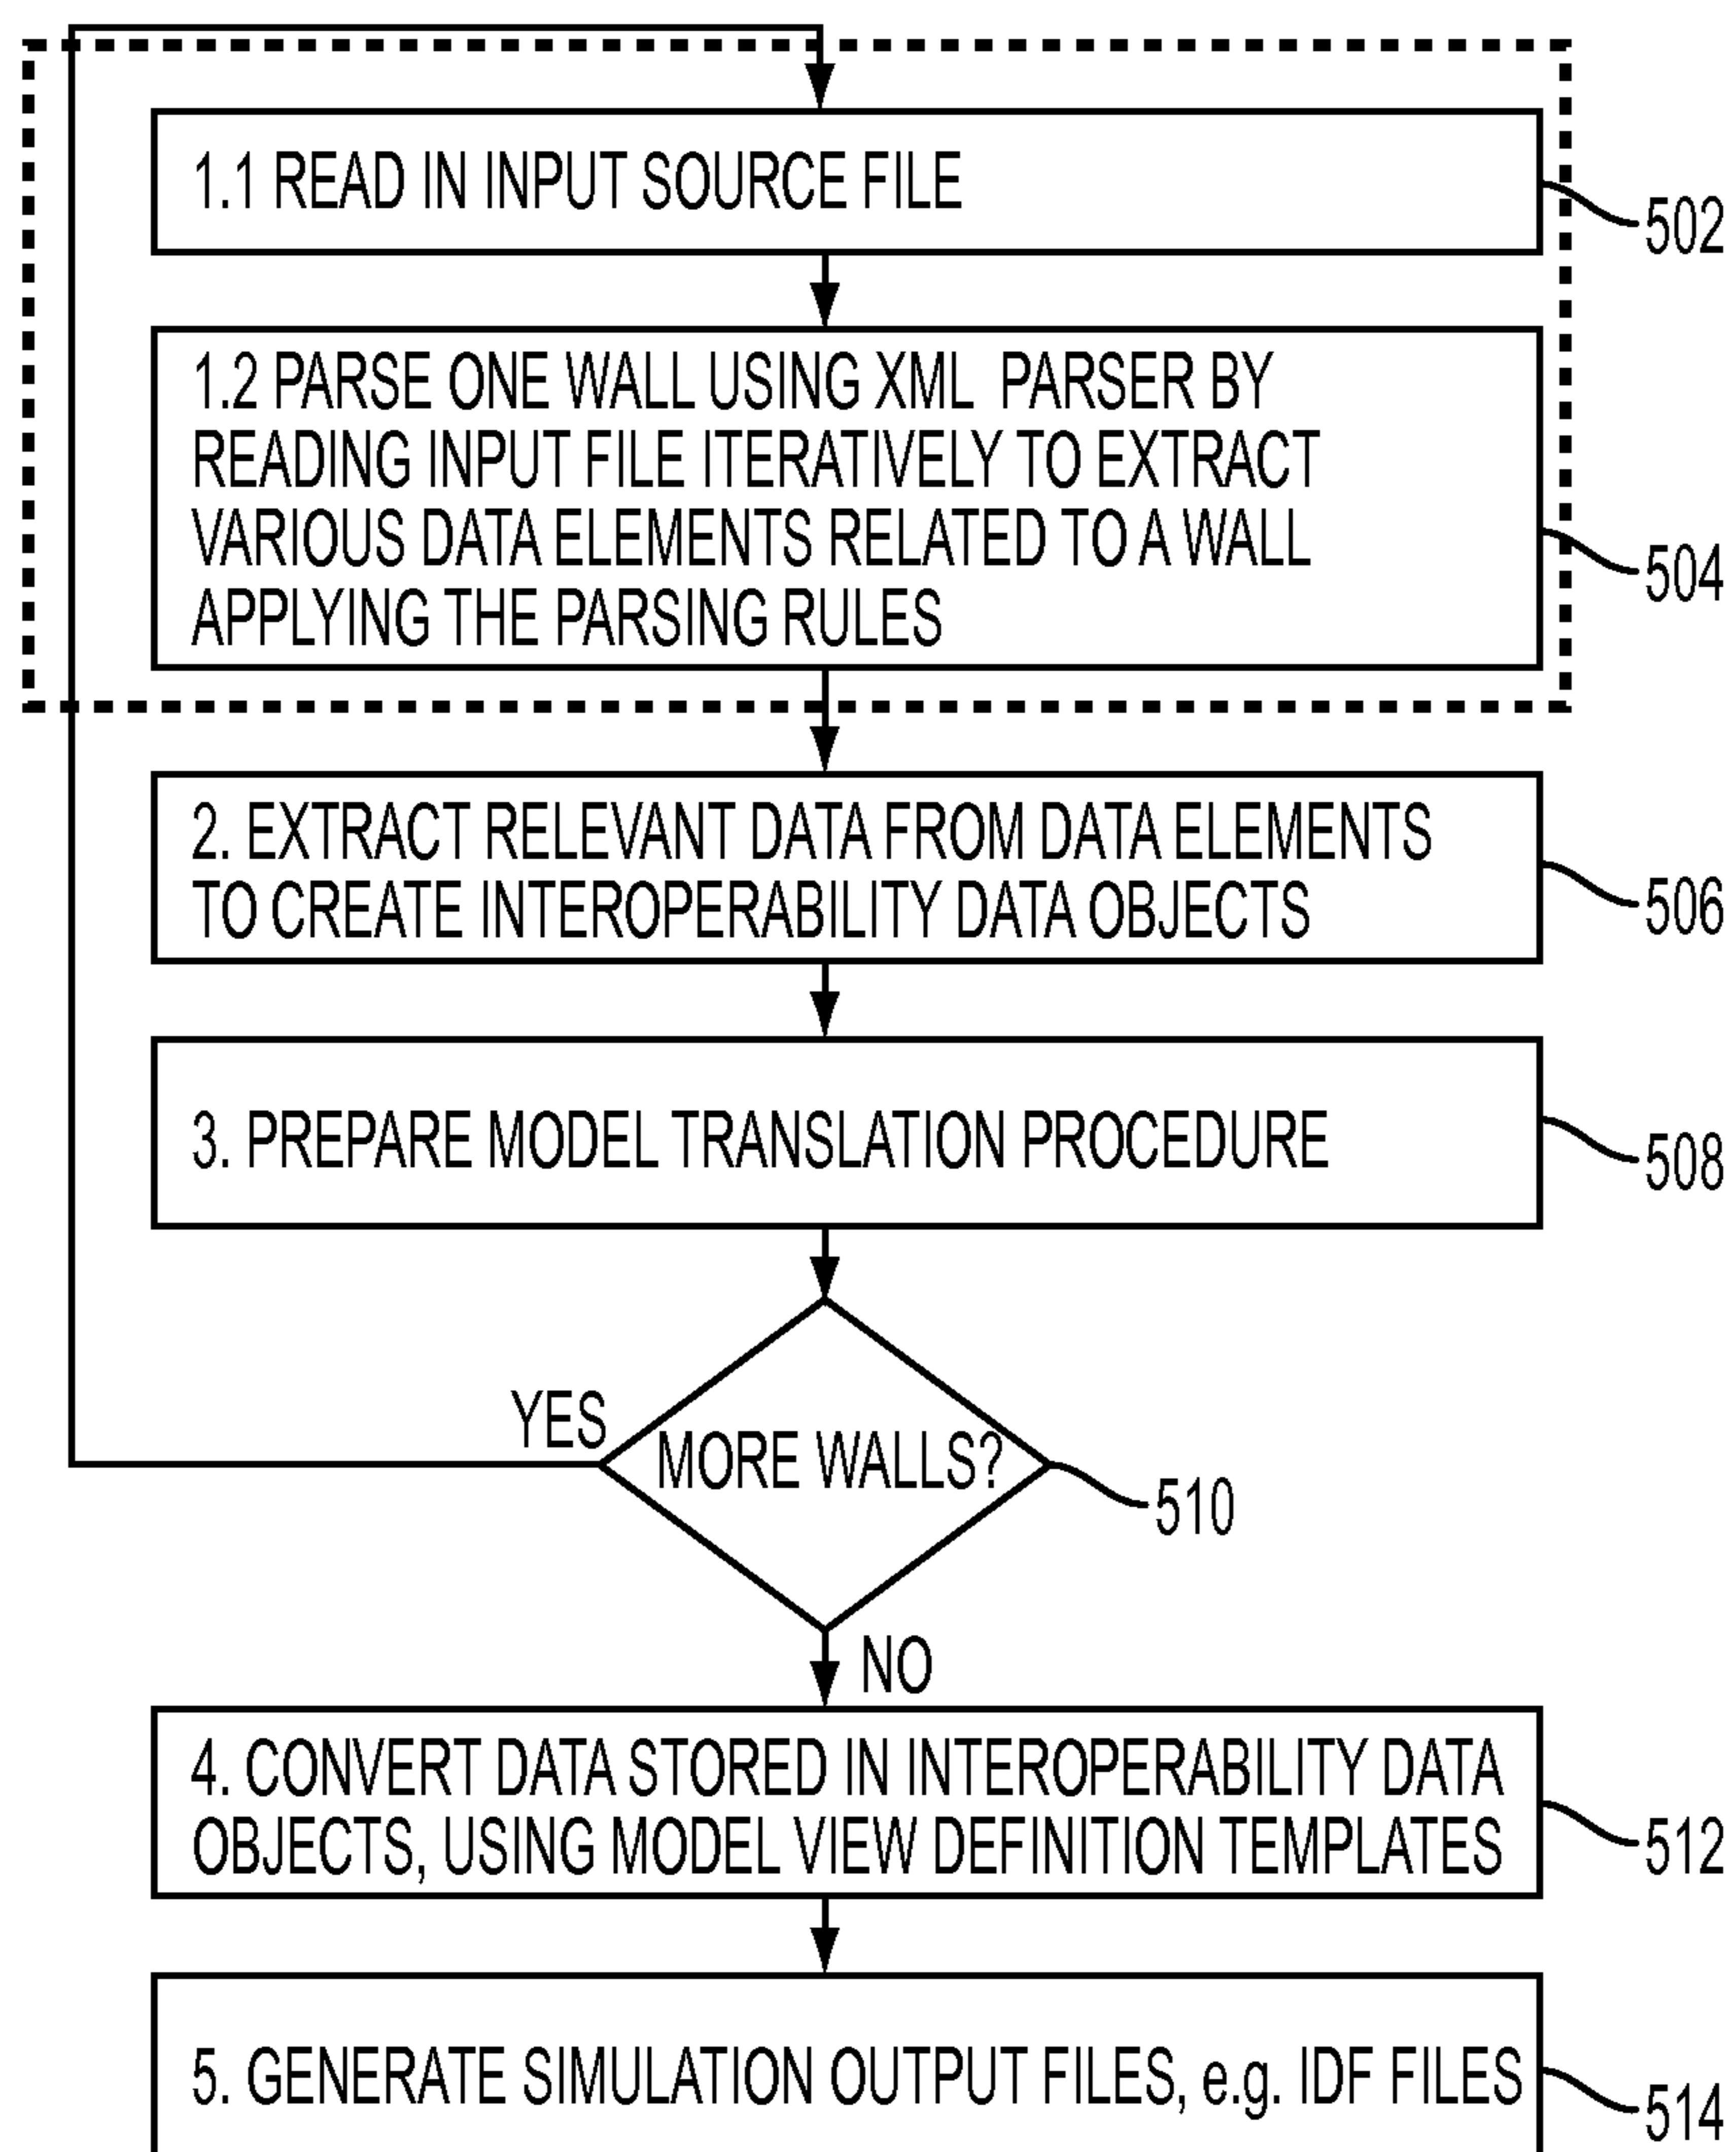 1.1 READ IN INPUT SOURCE FILE
502
1.2 PARSE ONE WALL USING XML PARSER BY
READING INPUT FILE ITERATIVELY TO EXTRACT
VARIOUS DATA ELEMENTS RELATED TO A WALL
APPLYING THE PARSING RULES
504
2. EXTRACT RELEVANT DATA FROM DATA ELEMENTS
TO CREATE INTEROPERABILITY DATA OBJECTS
506
3. PREPARE MODEL TRANSLATION PROCEDURE
508
YES
MORE WALLS?
510
NO
4. CONVERT DATA STORED IN INTEROPERABILITY DATA
OBJECTS, USING MODEL VIEW DEFINITION TEMPLATES
512
5. GENERATE SIMULATION OUTPUT FILES, e.g. IDF FILES
514